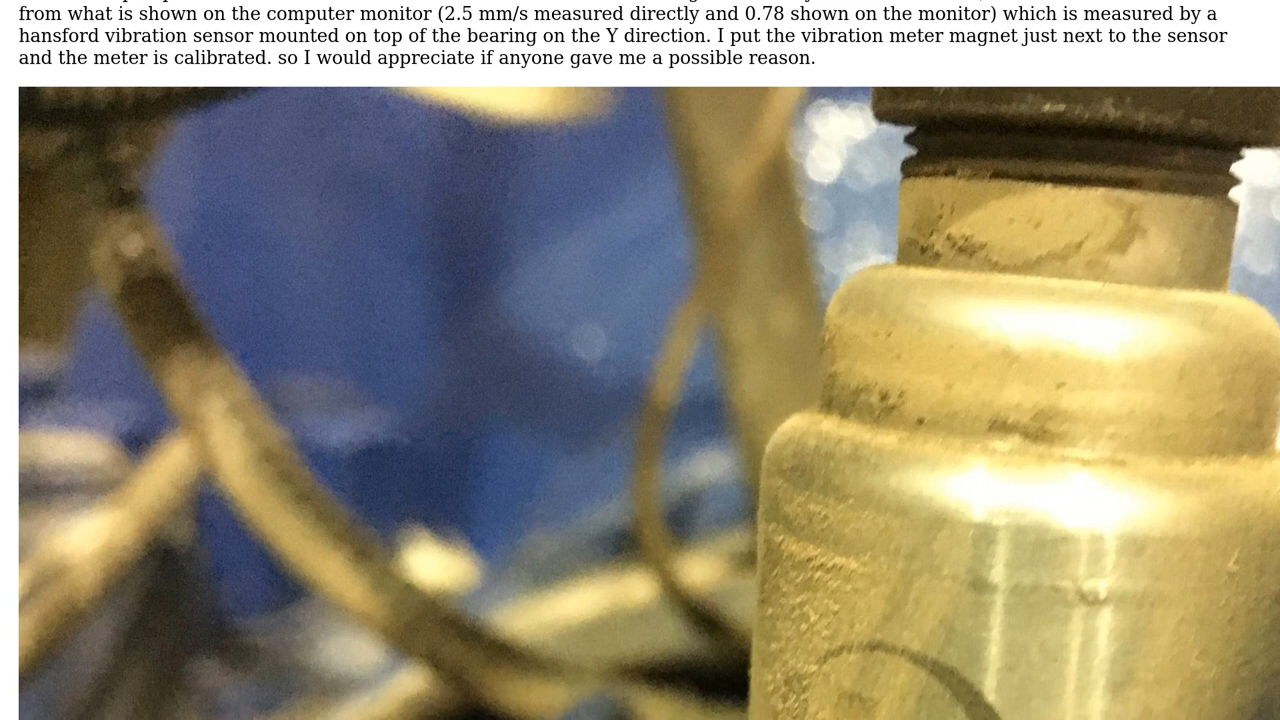 from what is shown on the computer monitor (2.5 mm/s measured directly and 0.78 shown on the monitor) which is measured by a
hansford vibration sensor mounted on top of the bearing on the Y direction. I put the vibration meter magnet just next to the sensor
and the meter is calibrated. so I would appreciate if anyone gave me a possible reason.